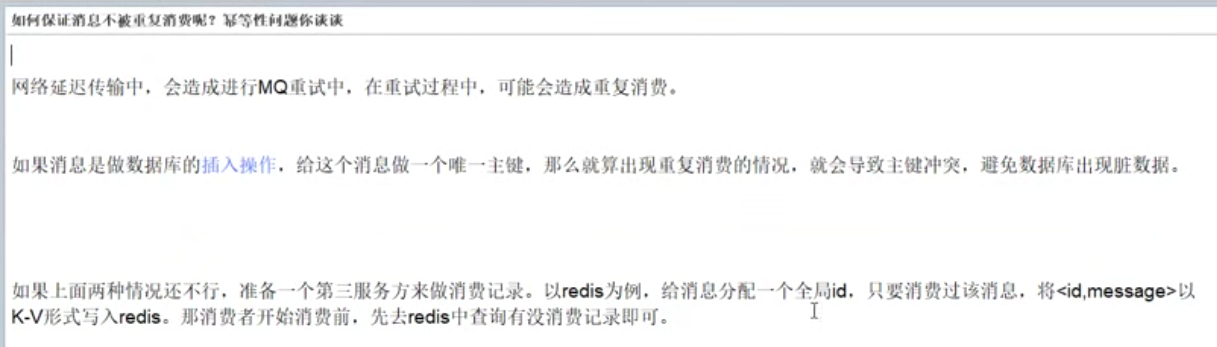 如何保证消息不被重复消费呢？幂等性问题你谈谈
网络延迟传输中，会造成进行MQ重试中，在重试过程中，可能会造成重复消费。
如果消息是做数据库的插入操作，给这个消息做一个唯一主键，那么就算出现重复消费的情况，就会导致主键冲突，避免数据库出现脏数据。
如果上面两种情况还不行，准备一个第三服务方来做消费记录。以redis为例，给消息分配一个全局id，只要消费过该消息，将<id,message>以
K-V形式写入redis。那消费者开始消费前，先去redis中查询有没消费记录即可。